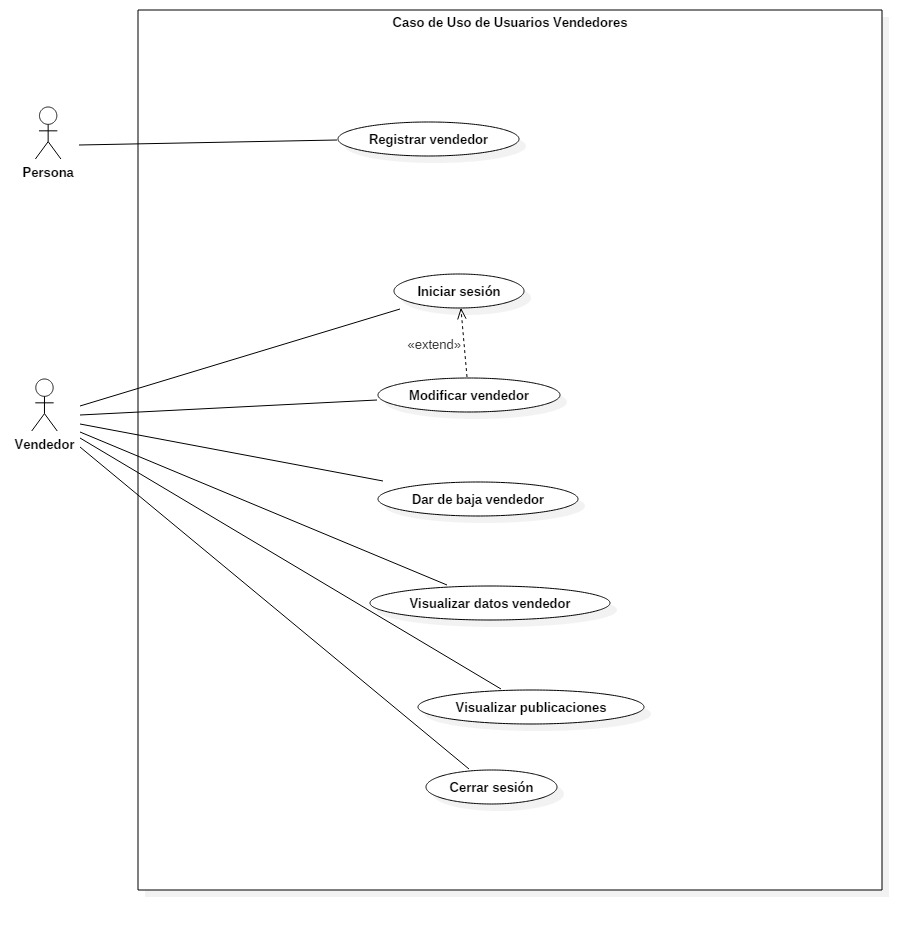 Caso de Uso de Usuarios Vendedores
Registrar vendedor
Persona
Iniciar sesión
«extend»
Modificar vendedor
Vendedor
Dar de baja vendedor
Visualizar datos vendedor
Visualizar publicaciones
Cerrar sesión